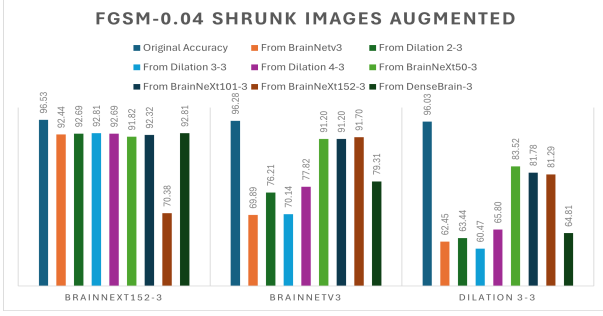 FGSM-0.04 SHRUNK IMAGES AUGMENTED
Original Accuracy From BrainNetv3 From Dilation 2-3
From Dilation 3-3 From Dilation 4-3 From BrainNeXt50-3
From BrainNeXt101-3 From BrainNeXt152-3 From DenseBrain-3
96.53 92.44 92.69 92.81 92.69 91.82 92.32 70.38 92.81
96.28 69.89 76.21 70.14 77.82 91.20 91.20 91.70 79.31
96.03 62.45 63.44 60.47 65.80 83.52 81.78 81.29 64.81
BRAINNEXT152-3 BRAINNETV3 DILATION 3-3